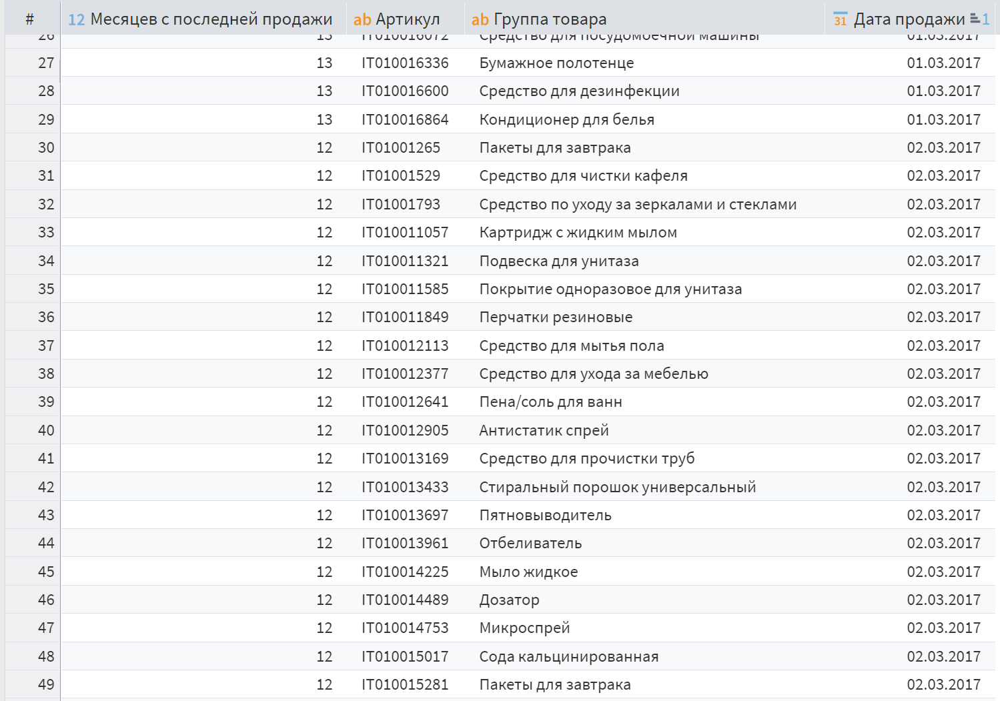 # 12 Месяцев с последней продажи ab Артикул ab Группа товара 31 Дата продажи 1
26 13 IT010016072 Средство для посудомоечной машины 01.03.2017
27 13 IT010016336 Бумажное полотенце 01.03.2017
28 13 IT010016600 Средство для дезинфекции 01.03.2017
29 13 IT010016864 Кондиционер для белья 01.03.2017
30 12 IT01001265 Пакеты для завтрака 02.03.2017
31 12 IT01001529 Средство для чистки кафеля 02.03.2017
32 12 IT01001793 Средство по уходу за зеркалами и стеклами 02.03.2017
33 12 IT010011057 Картридж с жидким мылом 02.03.2017
34 12 IT010011321 Подвеска для унитаза 02.03.2017
35 12 IT010011585 Покрытие одноразовое для унитаза 02.03.2017
36 12 IT010011849 Перчатки резиновые 02.03.2017
37 12 IT010012113 Средство для мытья пола 02.03.2017
38 12 IT010012377 Средство для ухода за мебелью 02.03.2017
39 12 IT010012641 Пена/соль для ванн 02.03.2017
40 12 IT010012905 Антистатик спрей 02.03.2017
41 12 IT010013169 Средство для прочистки труб 02.03.2017
42 12 IT010013433 Стиральный порошок универсальный 02.03.2017
43 12 IT010013697 Пятновыводитель 02.03.2017
44 12 IT010013961 Отбеливатель 02.03.2017
45 12 IT010014225 Мыло жидкое 02.03.2017
46 12 IT010014489 Дозатор 02.03.2017
47 12 IT010014753 Микроспрей 02.03.2017
48 12 IT010015017 Сода кальцинированная 02.03.2017
49 12 IT010015281 Пакеты для завтрака 02.03.2017